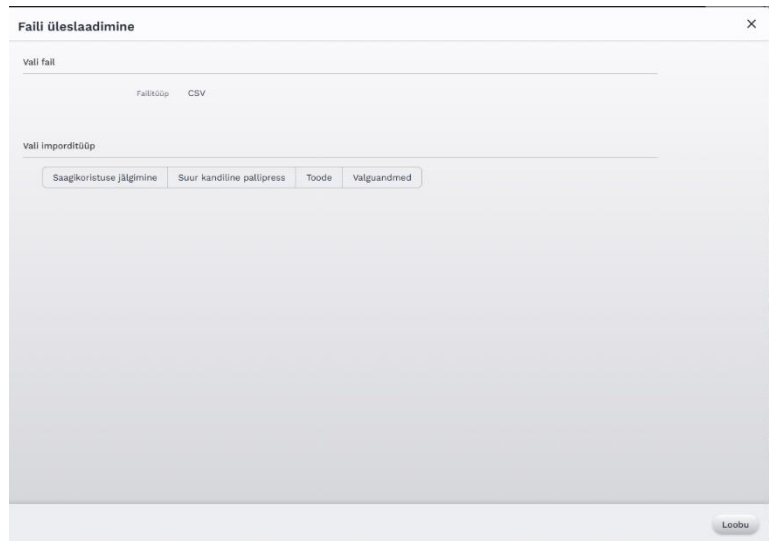 Faili üleslaadimine
Vali fail
Failitüüp CSV
Vali imporditüüp
Saagikoristuse jälgimine Suur kandiline pallipress Toode Valguandmed
Loobu